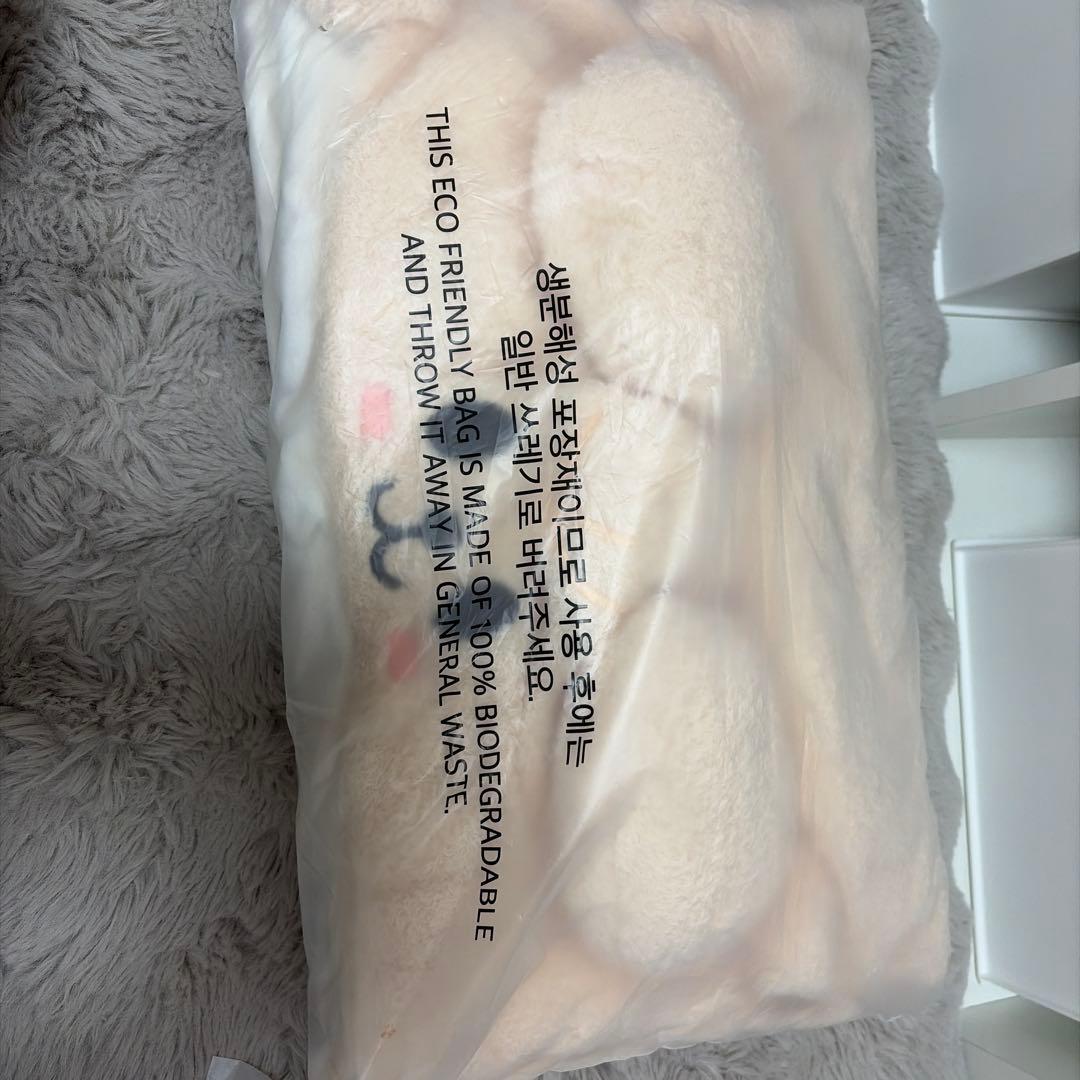 생분해성 포장재이므로 사용 후에는
일반 쓰레기로 버려주세요.
THIS ECO FRIENDLY BAG IS MADE OF 100% BIODEGRADABLE
AND THROW IT AWAY IN GENERAL WASTE.